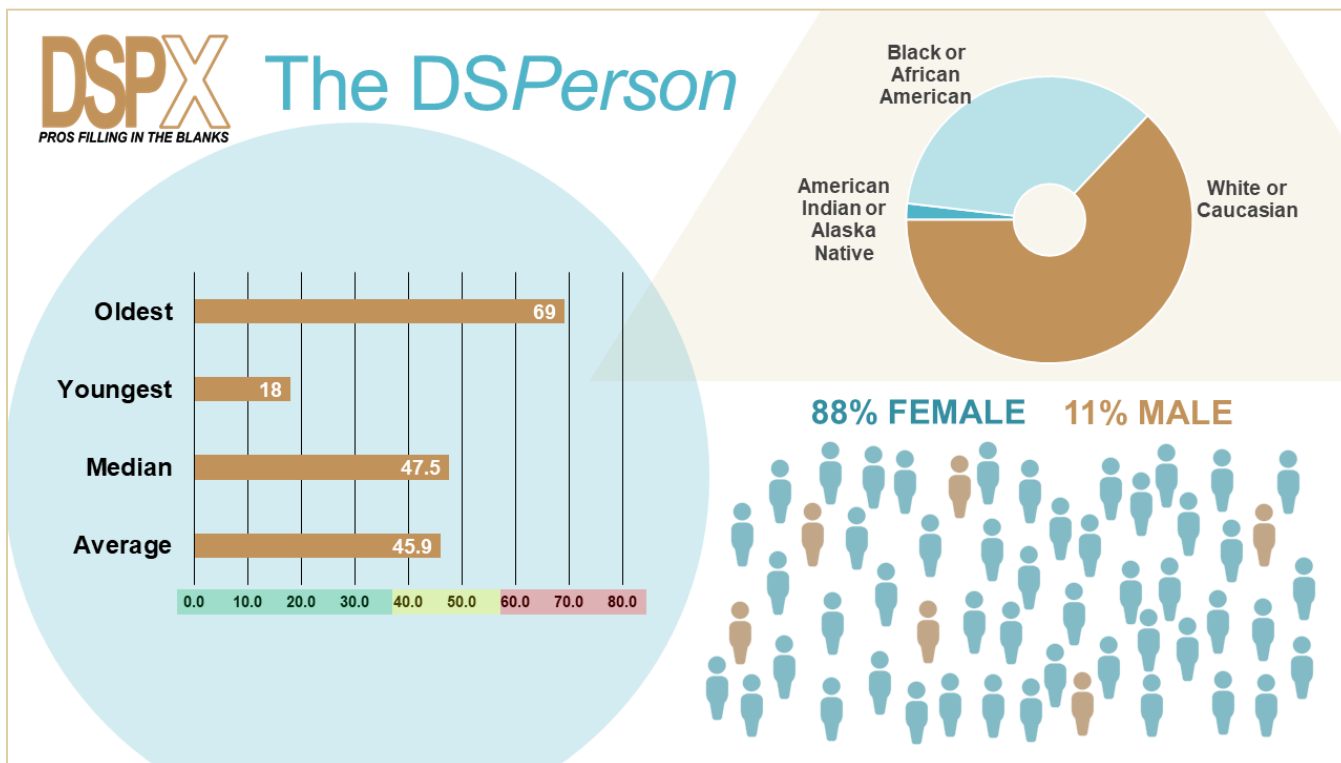 DSPX
PROS FILLING IN THE BLANKS
The DSPerson
Black or
African
American
American
Indian or
Alaska
Native
White or
Caucasian
Oldest
69
Youngest
18
Median
47.5
Average
45.9
0.0 10.0 20.0 30.0 40.0 50.0 60.0 70.0 80.0
88% FEMALE 11% MALE